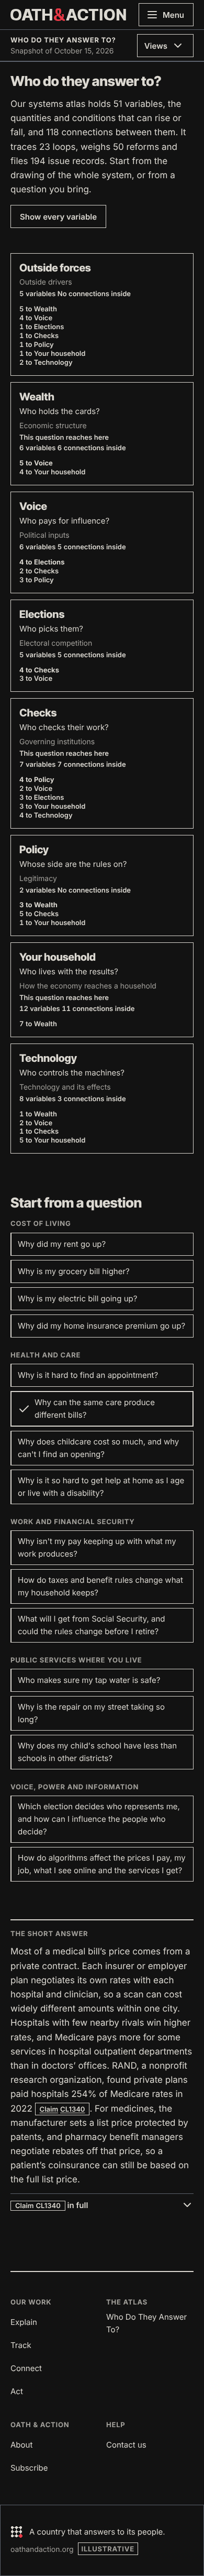 OATH&ACTION
Menu
WHO DO THEY ANSWER TO?
Snapshot of October 15, 2026
Views
Who do they answer to?
Our systems atlas holds 51 variables, the
quantities and conditions that can rise or
fall, and 118 connections between them. It
traces 23 loops, weighs 50 reforms and
files 194 issue records. Start from the
drawing of the whole system, or from a
question you bring.
Show every variable
Outside forces
Outside drivers
5 variables No connections inside
5 to Wealth
4 to Voice
1 to Elections
1 to Checks
1 to Policy
1 to Your household
2 to Technology
Wealth
Who holds the cards?
Economic structure
This question reaches here
6 variables 6 connections inside
5 to Voice
4 to Your household
Voice
Who pays for influence?
Political inputs
6 variables 5 connections inside
4 to Elections
2 to Checks
3 to Policy
Elections
Who picks them?
Electoral competition
5 variables 5 connections inside
4 to Checks
3 to Voice
Checks
Who checks their work?
Governing institutions
This question reaches here
7 variables 7 connections inside
4 to Policy
2 to Voice
3 to Elections
3 to Your household
4 to Technology
Policy
Whose side are the rules on?
Legitimacy
2 variables No connections inside
3 to Wealth
5 to Checks
1 to Your household
Your household
Who lives with the results?
How the economy reaches a household
This question reaches here
12 variables 11 connections inside
7 to Wealth
Technology
Who controls the machines?
Technology and its effects
8 variables 3 connections inside
1 to Wealth
2 to Voice
1 to Checks
5 to Your household
Start from a question
COST OF LIVING
Why did my rent go up?
Why is my grocery bill higher?
Why is my electric bill going up?
Why did my home insurance premium go up?
HEALTH AND CARE
Why is it hard to find an appointment?
Why can the same care produce
different bills?
Why does childcare cost so much, and why
can't I find an opening?
Why is it so hard to get help at home as I age
or live with a disability?
WORK AND FINANCIAL SECURITY
Why isn't my pay keeping up with what my
work produces?
How do taxes and benefit rules change what
my household keeps?
What will I get from Social Security, and
could the rules change before I retire?
PUBLIC SERVICES WHERE YOU LIVE
Who makes sure my tap water is safe?
Why is the repair on my street taking so
long?
Why does my child's school have less than
schools in other districts?
VOICE, POWER AND INFORMATION
Which election decides who represents me,
and how can I influence the people who
decide?
How do algorithms affect the prices I pay, my
job, what I see online and the services I get?
THE SHORT ANSWER
Most of a medical bill's price comes from a
private contract. Each insurer or employer
plan negotiates its own rates with each
hospital and clinician, so a scan can cost
widely different amounts within one city.
Hospitals with few nearby rivals win higher
rates, and Medicare pays more for some
services in hospital outpatient departments
than in doctors' offices. RAND, a nonprofit
research organization, found private plans
paid hospitals 254% of Medicare rates in
2022 Claim CL1340. For medicines, the
manufacturer sets a list price protected by
patents, and pharmacy benefit managers
negotiate rebates off that price, so a
patient's coinsurance can still be based on
the full list price.
Claim CL1340 in full
OUR WORK
Explain
Track
Connect
Act
THE ATLAS
Who Do They Answer
To?
OATH & ACTION
About
Subscribe
HELP
Contact us
A country that answers to its people.
oathandaction.org ILLUSTRATIVE